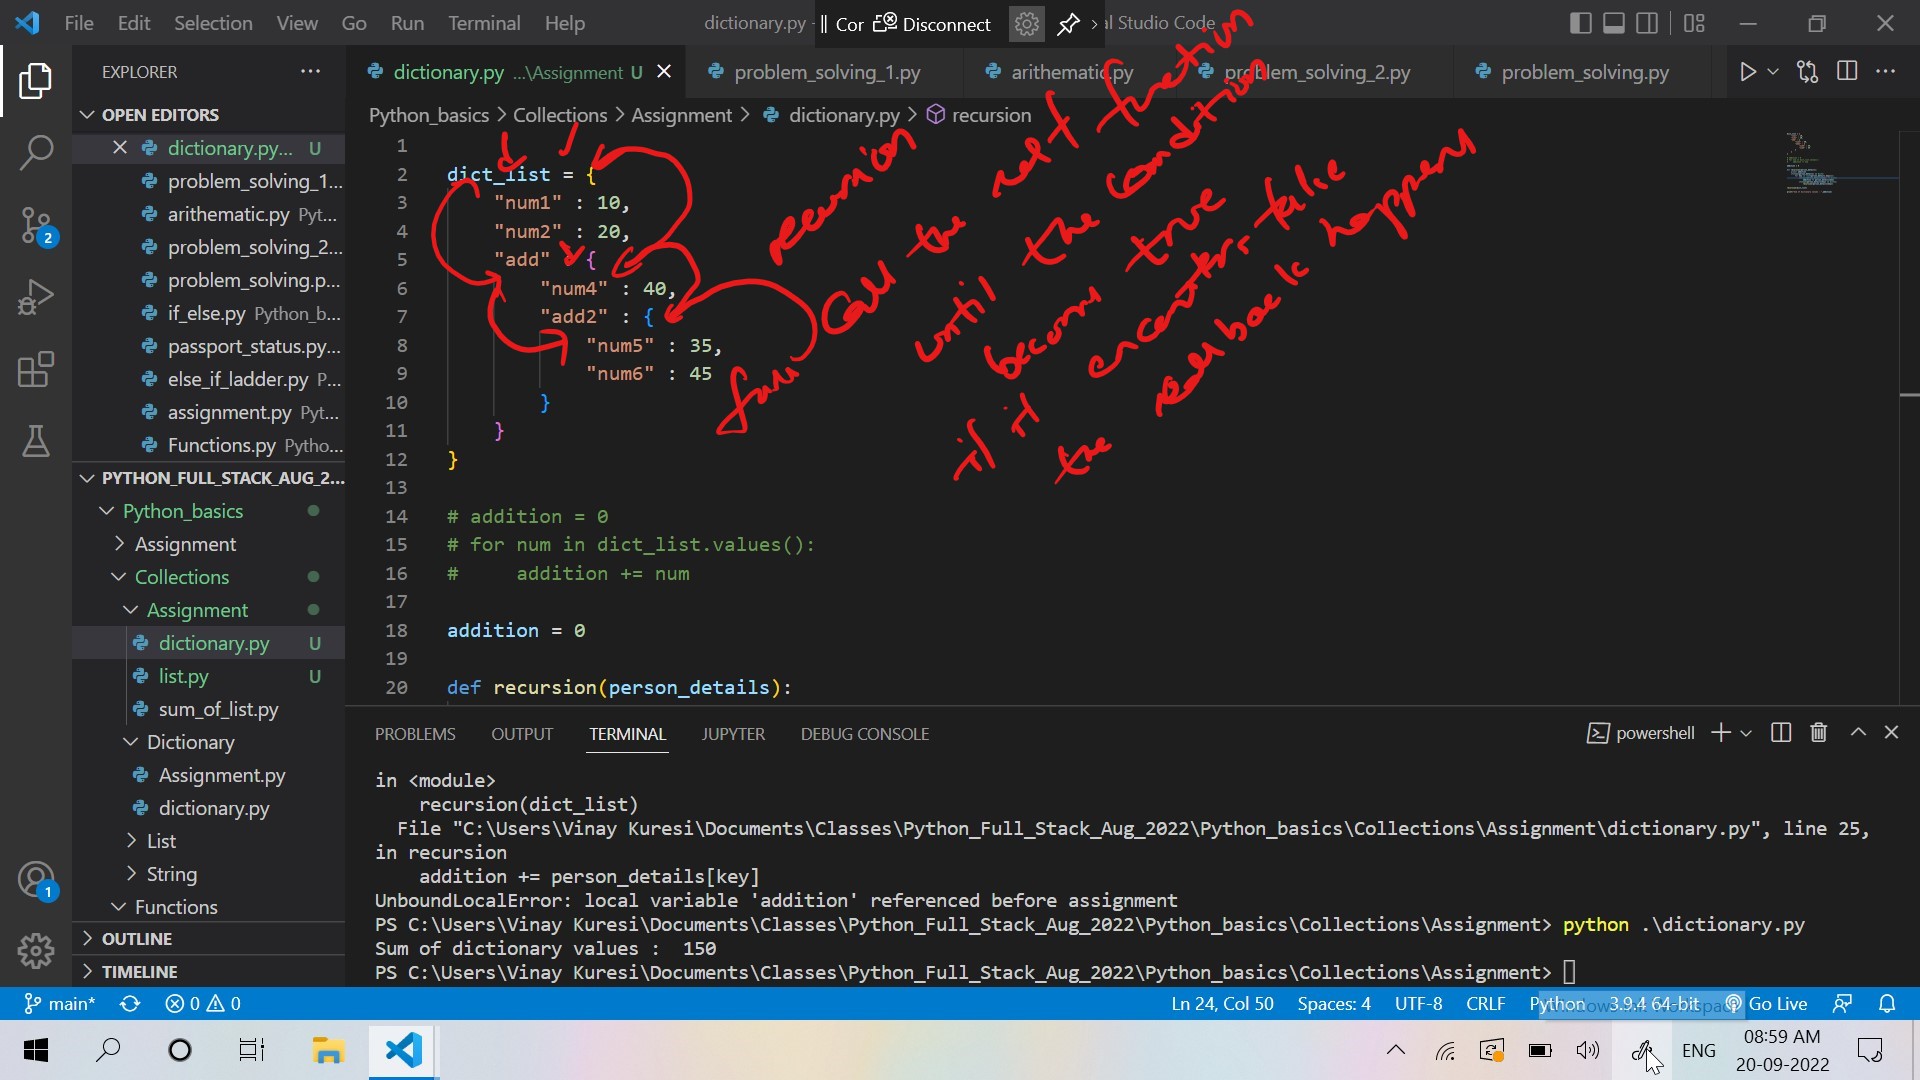 File Edit Selection View Go Run Terminal Help
dictionary.py - Cor Disconnect al Studio Code
EXPLORER
OPEN EDITORS
dictionary.py... U
problem_solving_1...
arithematic.py Pyt...
problem_solving_2...
problem_solving.p...
if_else.py Python_b...
passport_status.py...
else_if_ladder.py P...
assignment.py Pyt...
Functions.py Pytho...
PYTHON_FULL_STACK_AUG_2...
Python_basics
Assignment
Collections
Assignment
dictionary.py U
list.py U
sum_of_list.py
Dictionary
Assignment.py
dictionary.py
List
String
Functions
OUTLINE
TIMELINE
2
1
dictionary.py ...\Assignment U
problem_solving_1.py
arithematic.py
problem_solving_2.py
problem_solving.py
Python_basics > Collections > Assignment > dictionary.py > recursion
1
2 dict_list = {
3 "num1" : 10,
4 "num2" : 20,
5 "add" : {
6 "num4" : 40,
7 "add2" : {
8 "num5" : 35,
9 "num6" : 45
10 }
11 }
12 }
13
14 # addition = 0
15 # for num in dict_list.values():
16 # addition += num
17
18 addition = 0
19
20 def recursion(person_details):
recursion
Call the self function
until the condition
become true
if it encounters false
the happens
PROBLEMS OUTPUT TERMINAL JUPYTER DEBUG CONSOLE
powershell
in <module>
recursion(dict_list)
File "C:\Users\Vinay Kuresi\Documents\Classes\Python_Full_Stack_Aug_2022\Python_basics\Collections\Assignment\dictionary.py", line 25,
in recursion
addition += person_details[key]
UnboundLocalError: local variable 'addition' referenced before assignment
PS C:\Users\Vinay Kuresi\Documents\Classes\Python_Full_Stack_Aug_2022\Python_basics\Collections\Assignment> python .\dictionary.py
Sum of dictionary values :  150
PS C:\Users\Vinay Kuresi\Documents\Classes\Python_Full_Stack_Aug_2022\Python_basics\Collections\Assignment>
main* 0 0
Ln 24, Col 50 Spaces: 4 UTF-8 CRLF Python 3.9.4 64-bit Go Live
ENG
08:59 AM
20-09-2022